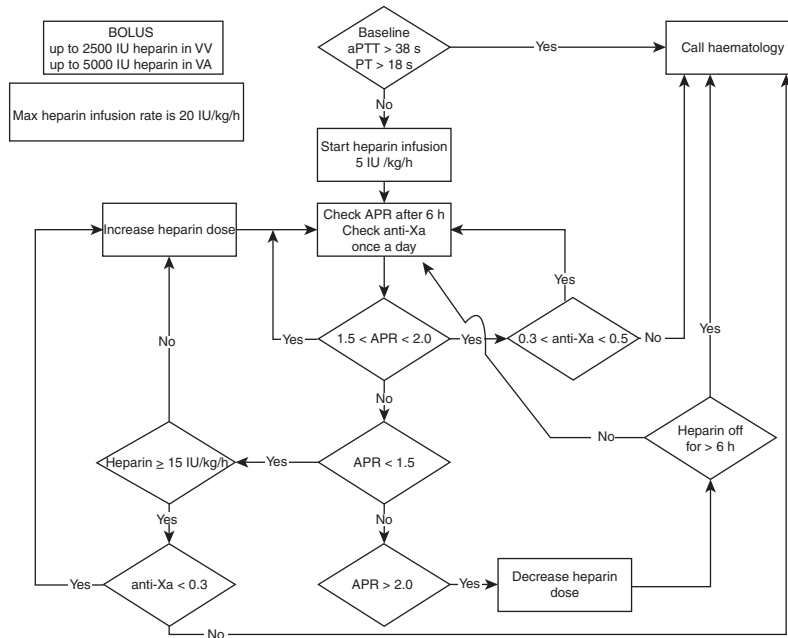 BOLUS
up to 2500 IU heparin in VV
up to 5000 IU heparin in VA
Max heparin infusion rate is 20 IU/kg/h
Baseline
aPTT > 38 s
PT > 18 s
Yes
Call haematology
No
Start heparin infusion
5 IU /kg/h
Increase heparin dose
Check APR after 6 h
Check anti-Xa
once a day
Yes
No
Yes
1.5 < APR < 2.0
Yes
0.3 < anti-Xa < 0.5
No
Yes
No
No
Heparin off
for > 6 h
Heparin ≥ 15 IU/kg/h
Yes
APR < 1.5
Yes
No
Yes
anti-Xa < 0.3
APR > 2.0
Yes
Decrease heparin
dose
No